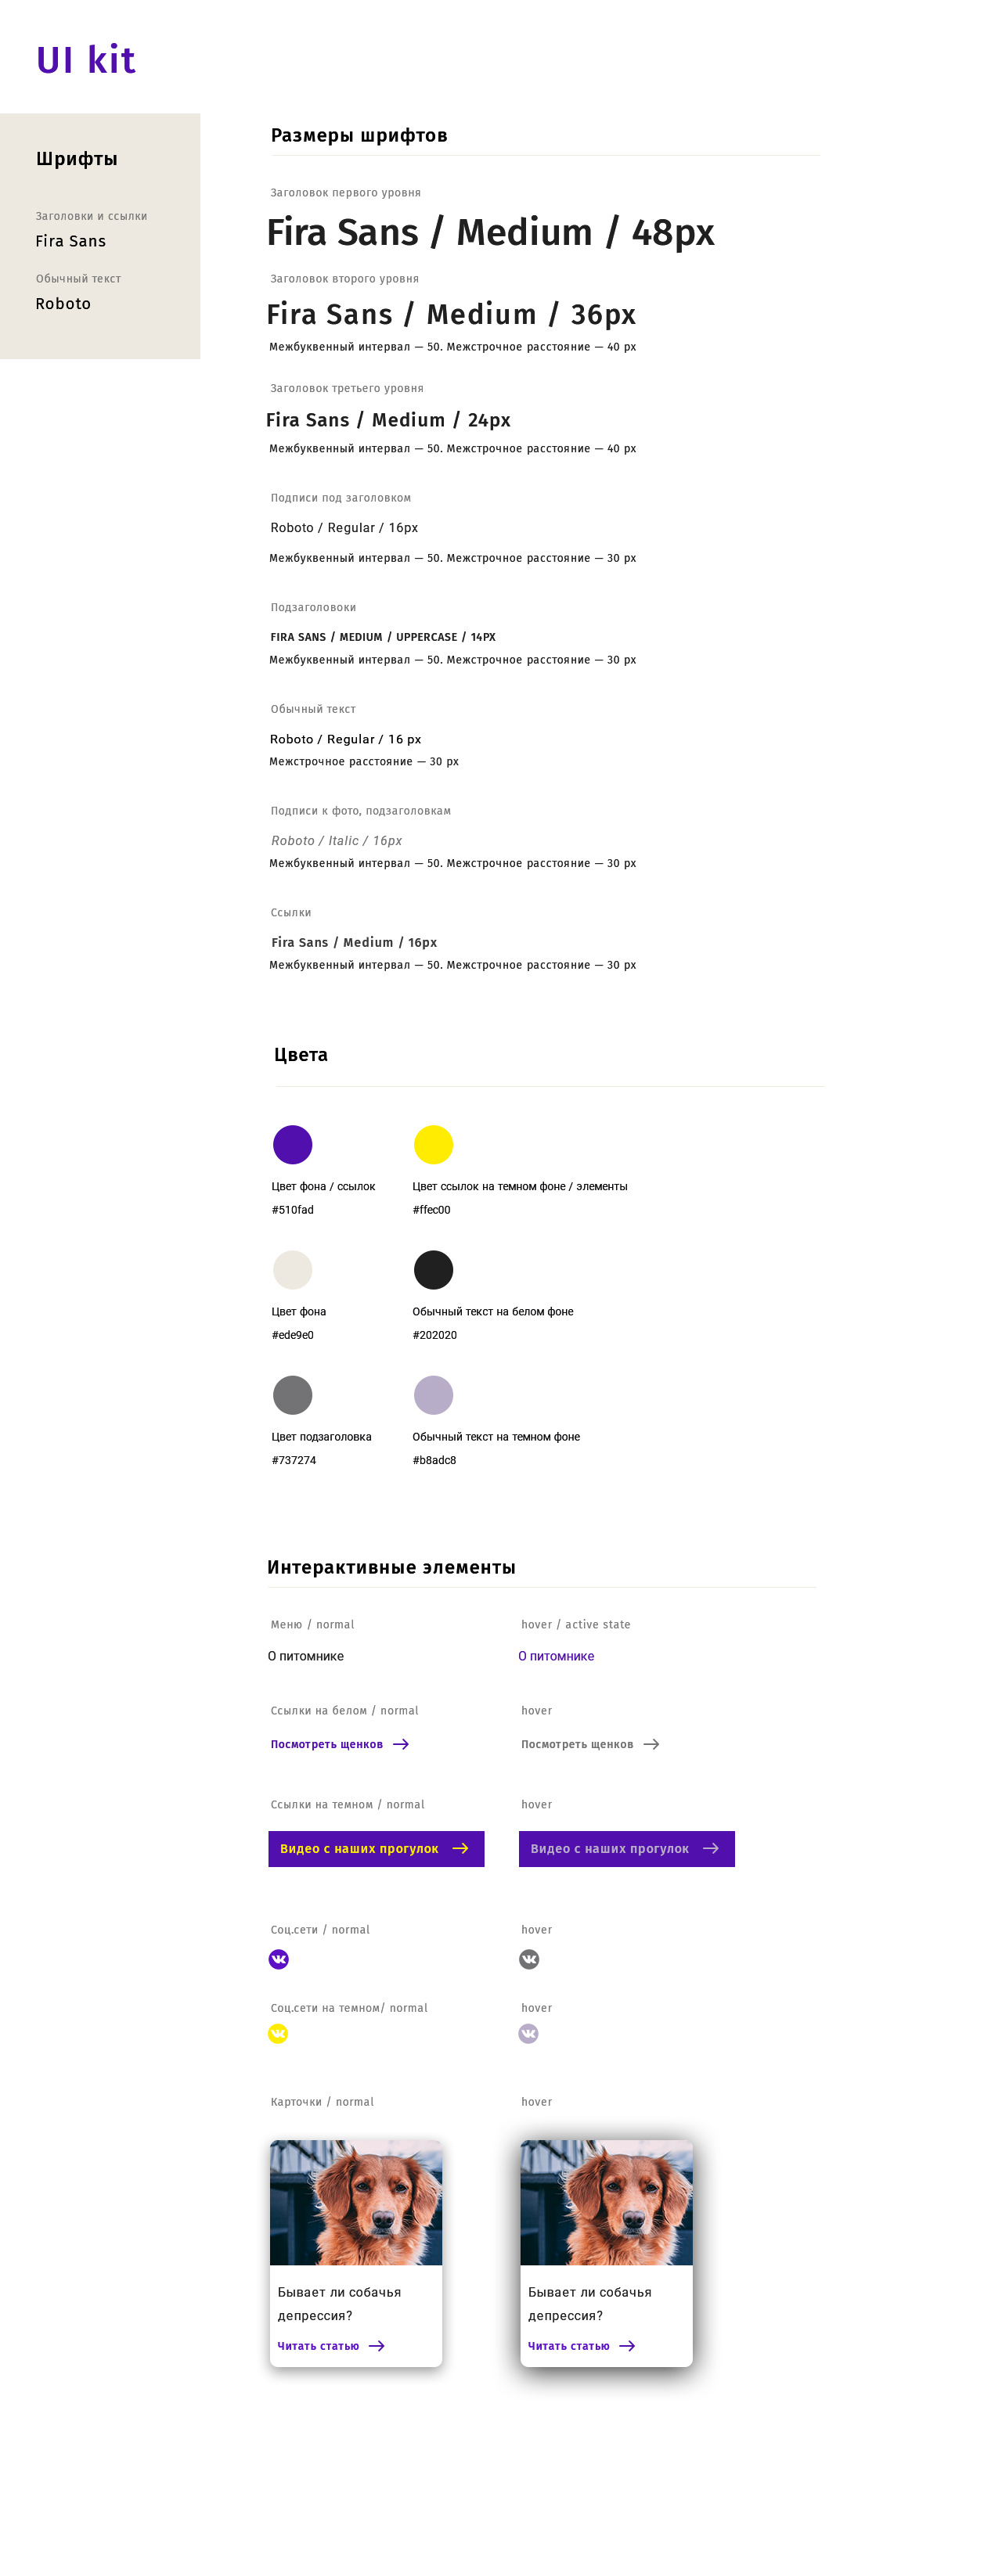 UI kit
Шрифты
Заголовки и ссылки
Fira Sans
Обычный текст
Roboto
Размеры шрифтов
Заголовок первого уровня
Fira Sans / Medium / 48px
Заголовок второго уровня
Fira Sans / Medium / 36px
Межбуквенный интервал — 50. Межстрочное расстояние — 40 px
Заголовок третьего уровня
Fira Sans / Medium / 24px
Межбуквенный интервал — 50. Межстрочное расстояние — 40 px
Подписи под заголовком
Roboto / Regular / 16px
Межбуквенный интервал — 50. Межстрочное расстояние — 30 px
Подзаголовоки
FIRA SANS / MEDIUM / UPPERCASE / 14PX
Межбуквенный интервал — 50. Межстрочное расстояние — 30 px
Обычный текст
Roboto / Regular / 16 px
Межстрочное расстояние — 30 px
Подписи к фото, подзаголовкам
Roboto / Italic / 16px
Межбуквенный интервал — 50. Межстрочное расстояние — 30 px
Ссылки
Fira Sans / Medium / 16px
Межбуквенный интервал — 50. Межстрочное расстояние — 30 px
Цвета
Цвет фона / ссылок
#510fad
Цвет ссылок на темном фоне / элементы
#ffec00
Цвет фона
#ede9e0
Обычный текст на белом фоне
#202020
Цвет подзаголовка
#737274
Обычный текст на темном фоне
#b8adc8
Интерактивные элементы
Меню / normal
hover / active state
О питомнике
О питомнике
Ссылки на белом / normal
hover
Посмотреть щенков
Посмотреть щенков
Ссылки на темном / normal
hover
Видео с наших прогулок
Видео с наших прогулок
Соц.сети / normal
hover
Соц.сети на темном/ normal
hover
Карточки / normal
hover
Бывает ли собачья
депрессия?
Читать статью
Бывает ли собачья
депрессия?
Читать статью